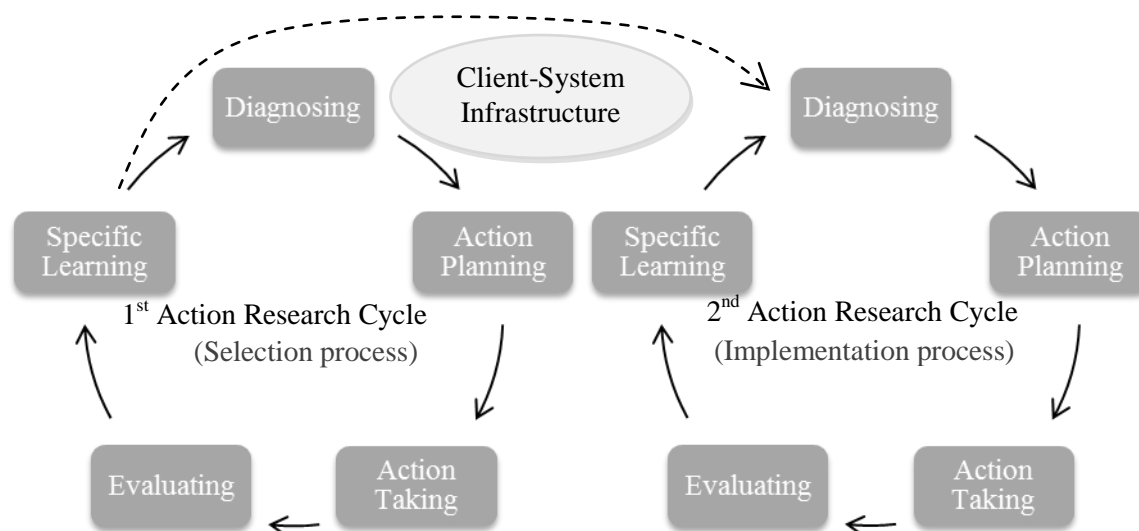 Client-System
Infrastructure
Diagnosing
Specific
Learning
Action
Planning
1st Action Research Cycle
(Selection process)
Evaluating
Action
Taking
Diagnosing
Specific
Learning
Action
Planning
2nd Action Research Cycle
(Implementation process)
Evaluating
Action
Taking